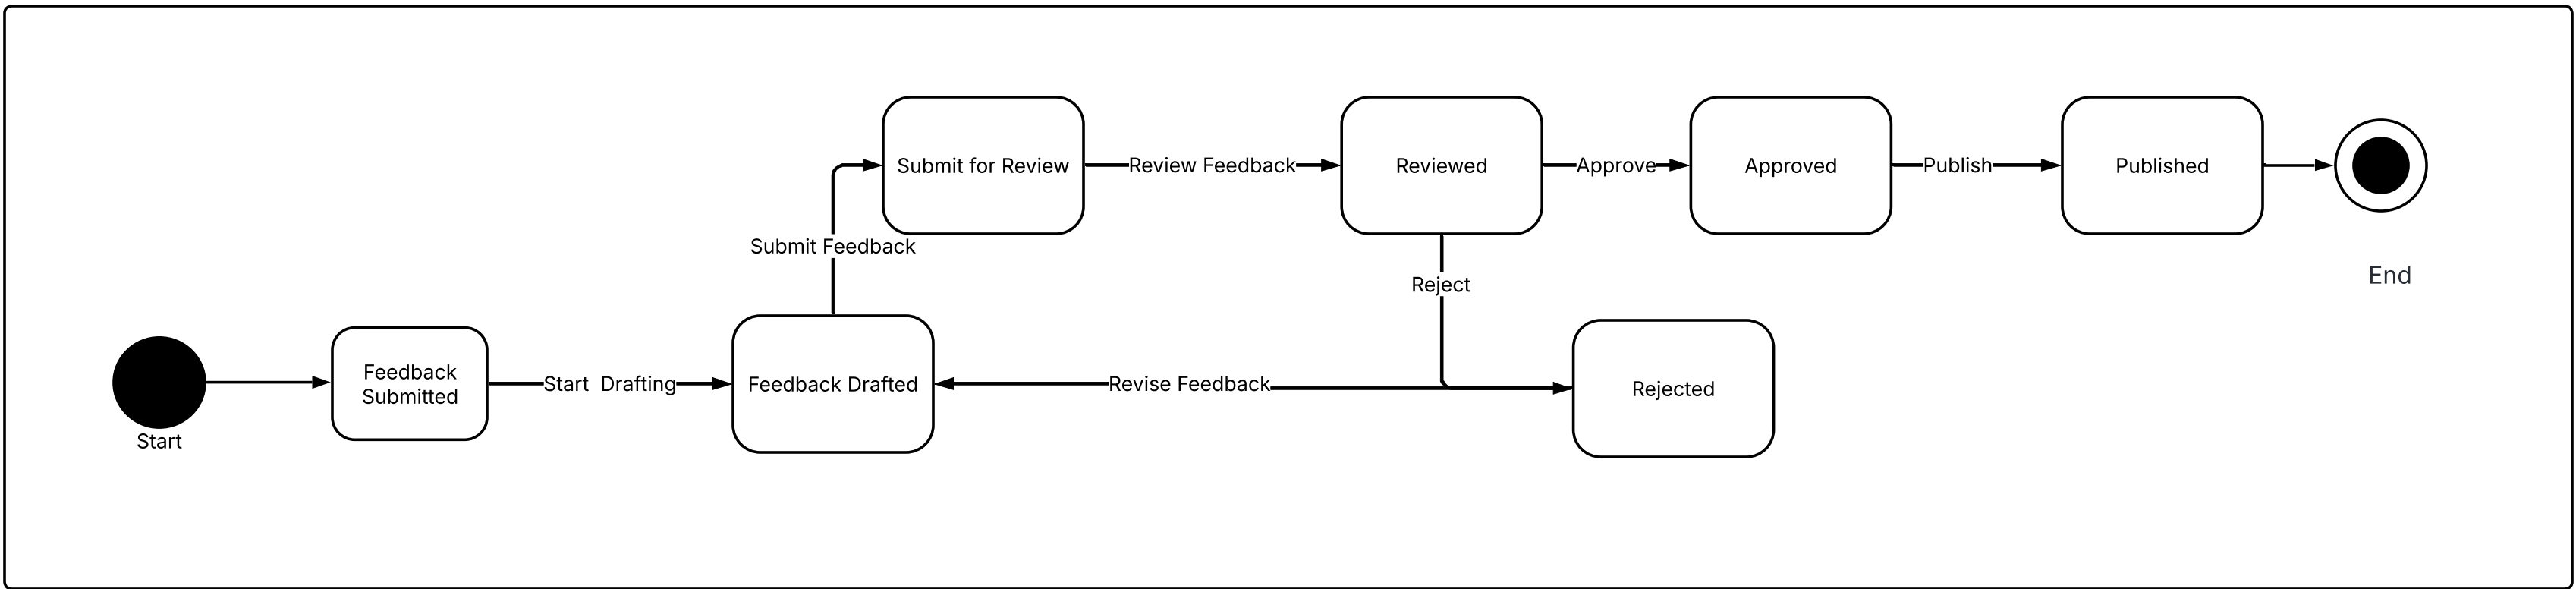 Submit for Review
Review Feedback
Reviewed
Approve
Approved
Publish
Published
Submit Feedback
End
Reject
Start
Feedback
Submitted
Start  Drafting
Feedback Drafted
Revise Feedback
Rejected